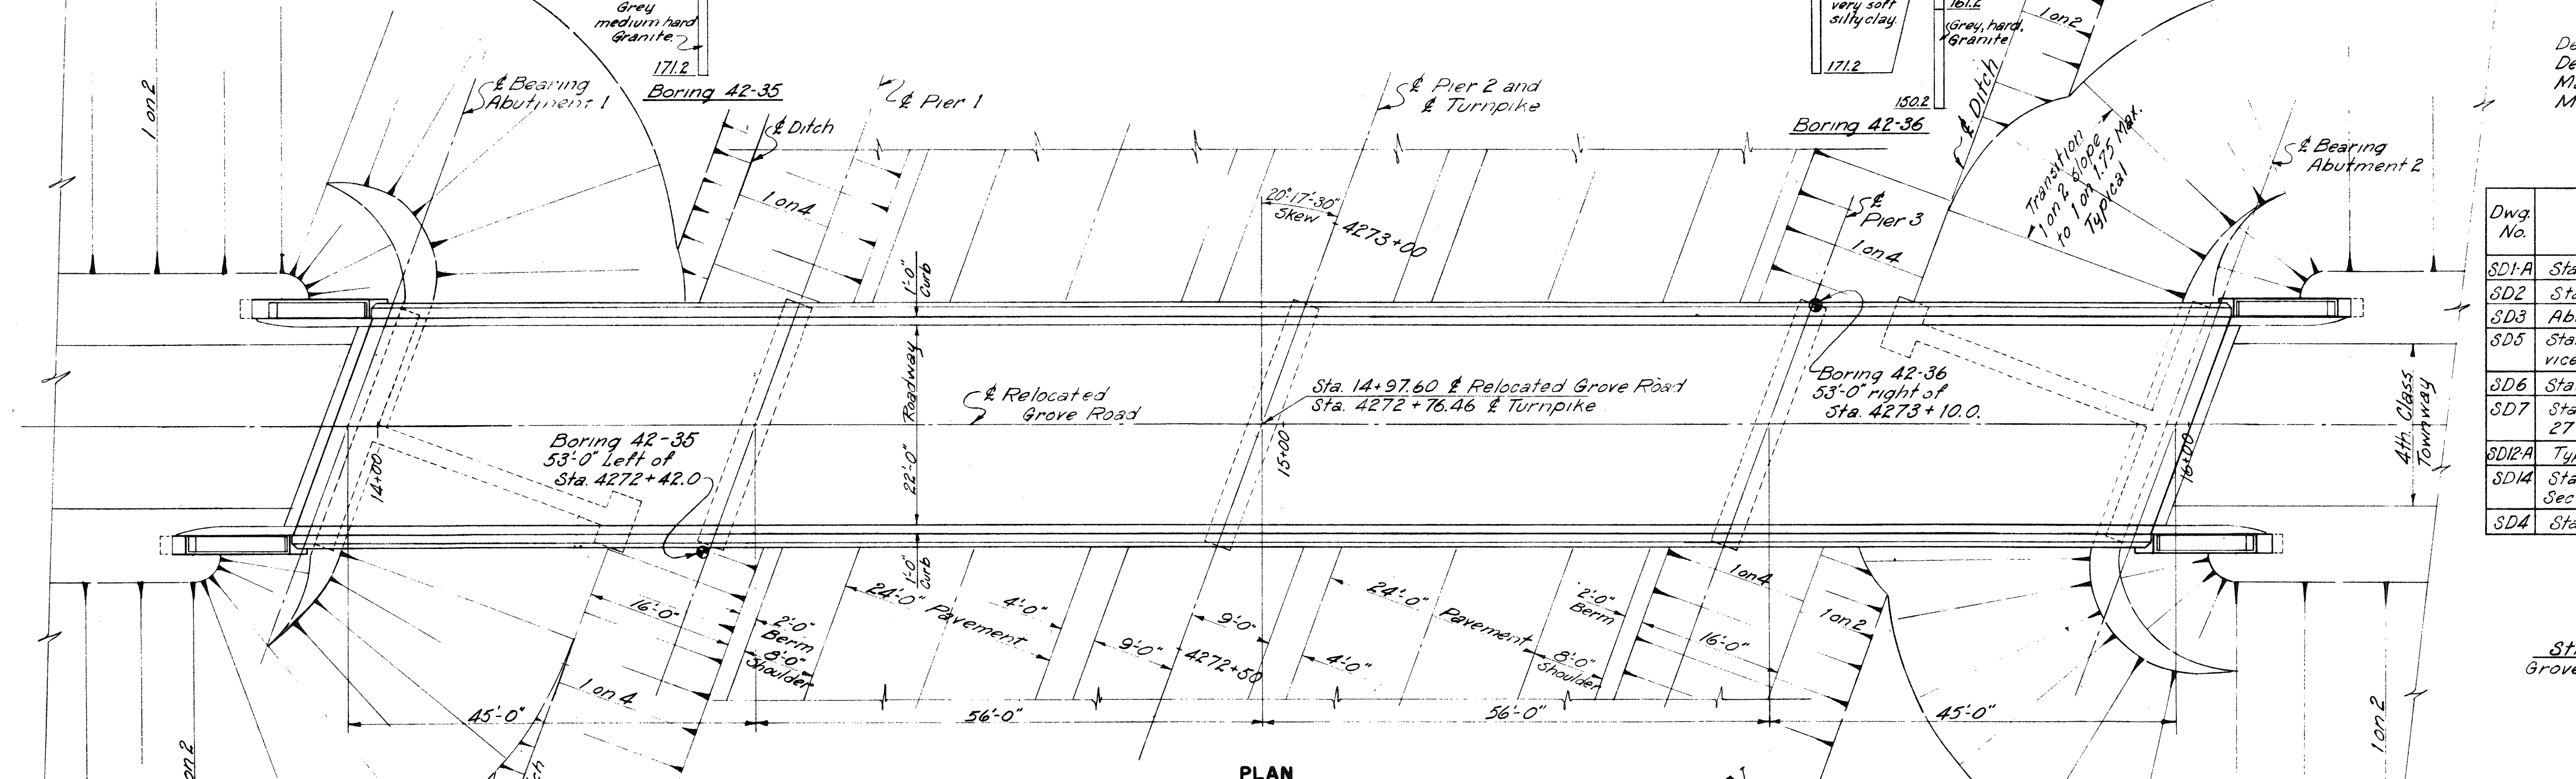 Grey
medium hard
Granite.
171.2
Boring 42-35
very soft
silty clay.
171.2
161.2
Grey, hard,
Granite
150.2
Boring 42-36
1 on 2
1 on 2
℄ Bearing
Abutment 1
℄ Pier 1
℄ Ditch
℄ Pier 2 and
℄ Turnpike
℄ Ditch
Transition
1 on 2 Slope
to 1 on 1.75 Max.
Typical
℄ Bearing
Abutment 2
1 on 4
20°-17'-30"
Skew
4273+00
℄
Pier 3
1 on 4
1'-0"
Curb
22'-0" Roadway
1'-0"
Curb
℄ Relocated
Grove Road
Sta. 14+97.60 ℄ Relocated Grove Road
Sta. 4272+76.46 ℄ Turnpike
Boring 42-36
53'-0" right of
Sta. 4273+10.0.
Boring 42-35
53'-0" Left of
Sta. 4272+42.0
14+00
15+00
16+00
4th. Class
Townway
Dwg.
No.
SD1-A
SD2
SD3
SD5
SD6
SD7
27
SD12-A
SD14
SD4
16'-0"
2'-0"
Berm
8'-0"
Shoulder
24'-0" Pavement
4'-0"
9'-0"
9'-0"
4272+50
4'-0"
24'-0" Pavement
2'-0"
Berm
8'-0"
Shoulder
1 on 4
16'-0"
1 on 2
1 on 4
45'-0"
56'-0"
56'-0"
45'-0"
1 on 2
Grove
PLAN